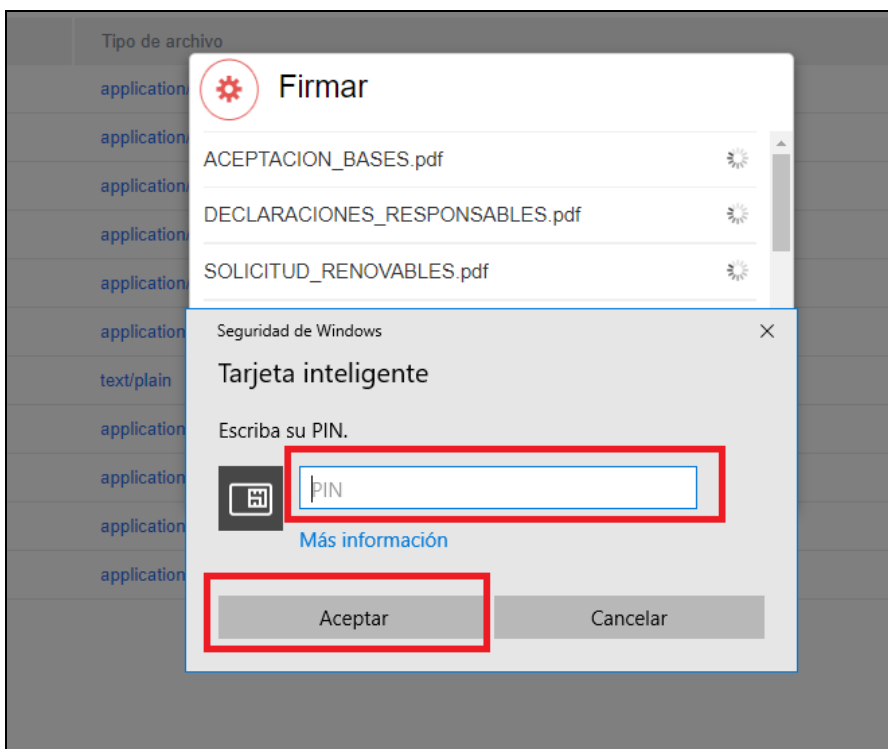 Tipo de archivo
application/
Firmar
application/
ACEPTACION_BASES.pdf
application/
DECLARACIONES_RESPONSABLES.pdf
application/
application/
SOLICITUD_RENOVABLES.pdf
application
Seguridad de Windows
text/plain
Tarjeta inteligente
application
Escriba su PIN.
application
PIN
application
Más información
application
Aceptar
Cancelar